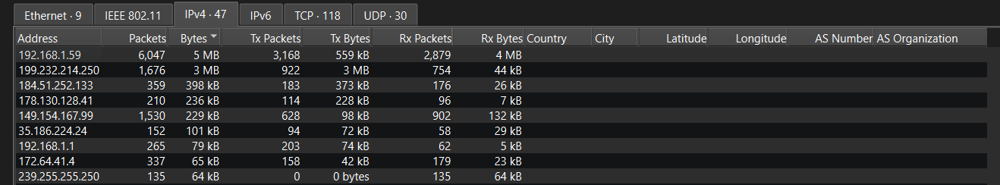 Ethernet · 9 IEEE 802.11 IPv4 · 47 IPv6 TCP · 118 UDP · 30
Address Packets Bytes Tx Packets Tx Bytes Rx Packets Rx Bytes Country City Latitude Longitude AS Number AS Organization
192.168.1.59 6,047 5 MB 3,168 559 kB 2,879 4 MB
199.232.214.250 1,676 3 MB 922 3 MB 754 44 kB
184.51.252.133 359 398 kB 183 373 kB 176 26 kB
178.130.128.41 210 236 kB 114 228 kB 96 7 kB
149.154.167.99 1,530 229 kB 628 98 kB 902 132 kB
35.186.224.24 152 101 kB 94 72 kB 58 29 kB
192.168.1.1 265 79 kB 203 74 kB 62 5 kB
172.64.41.4 337 65 kB 158 42 kB 179 23 kB
239.255.255.250 135 64 kB 0 0 bytes 135 64 kB